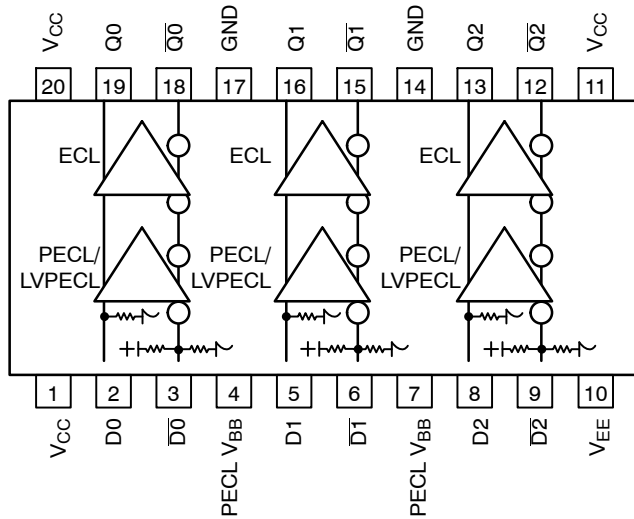 VCC Q0 Q0 GND Q1 Q1 GND Q2 Q2 VCC
20 19 18 17 16 15 14 13 12 11
ECL ECL ECL
PECL/ PECL/ PECL/
LVPECL LVPECL LVPECL
1 2 3 4 5 6 7 8 9 10
VCC D0 D0 PECL VBB D1 D1 PECL VBB D2 D2 VEE